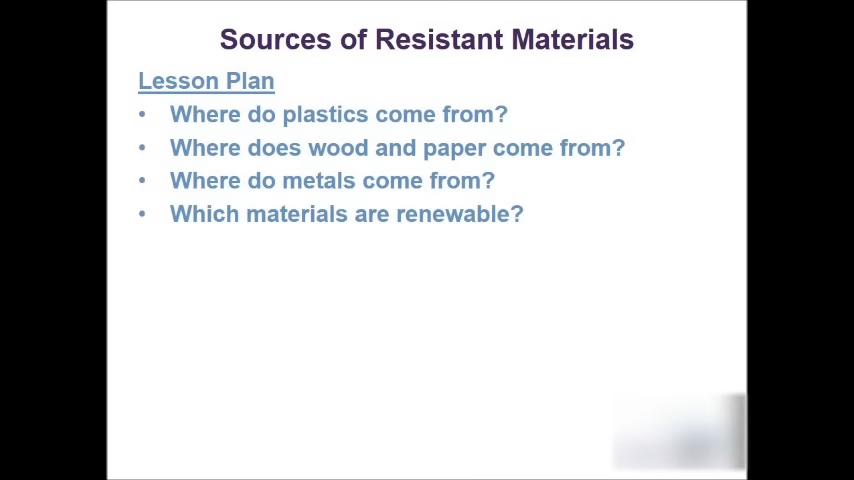 Sources of Resistant Materials
Lesson Plan
• Where do plastics come from?
• Where does wood and paper come from?
• Where do metals come from?
• Which materials are renewable?